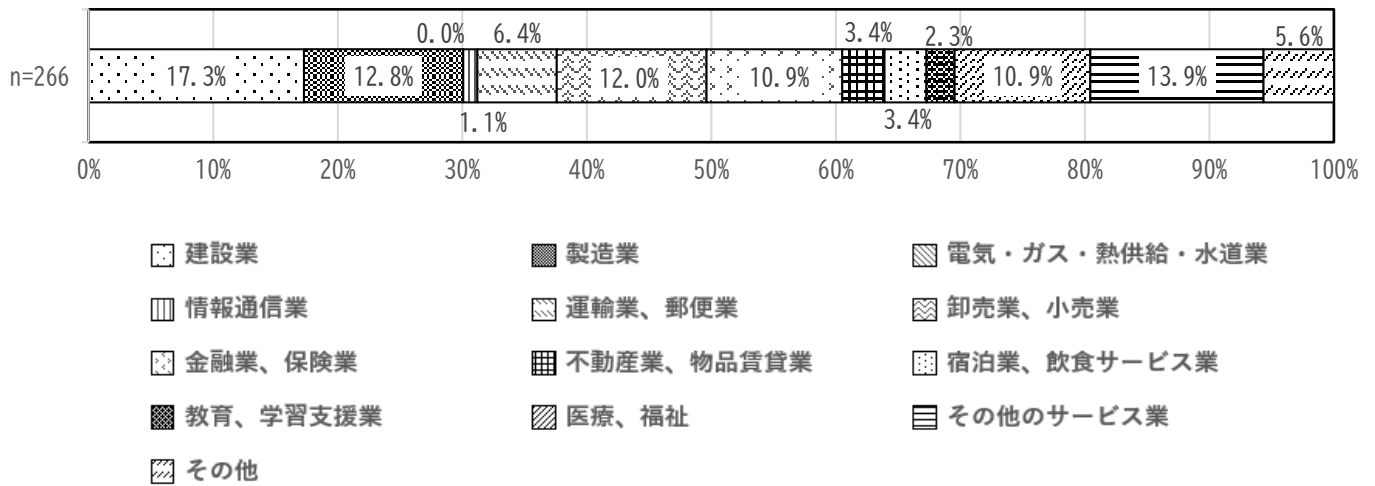 0.0% 6.4% 3.4% 2.3% 5.6%
n=266 17.3% 12.8% 12.0% 10.9% 10.9% 13.9%
1.1% 3.4%
0% 10% 20% 30% 40% 50% 60% 70% 80% 90% 100%
建設業 製造業 電気・ガス・熱供給・水道業
情報通信業 運輸業、郵便業 卸売業、小売業
金融業、保険業 不動産業、物品賃貸業 宿泊業、飲食サービス業
教育、学習支援業 医療、福祉 その他のサービス業
その他